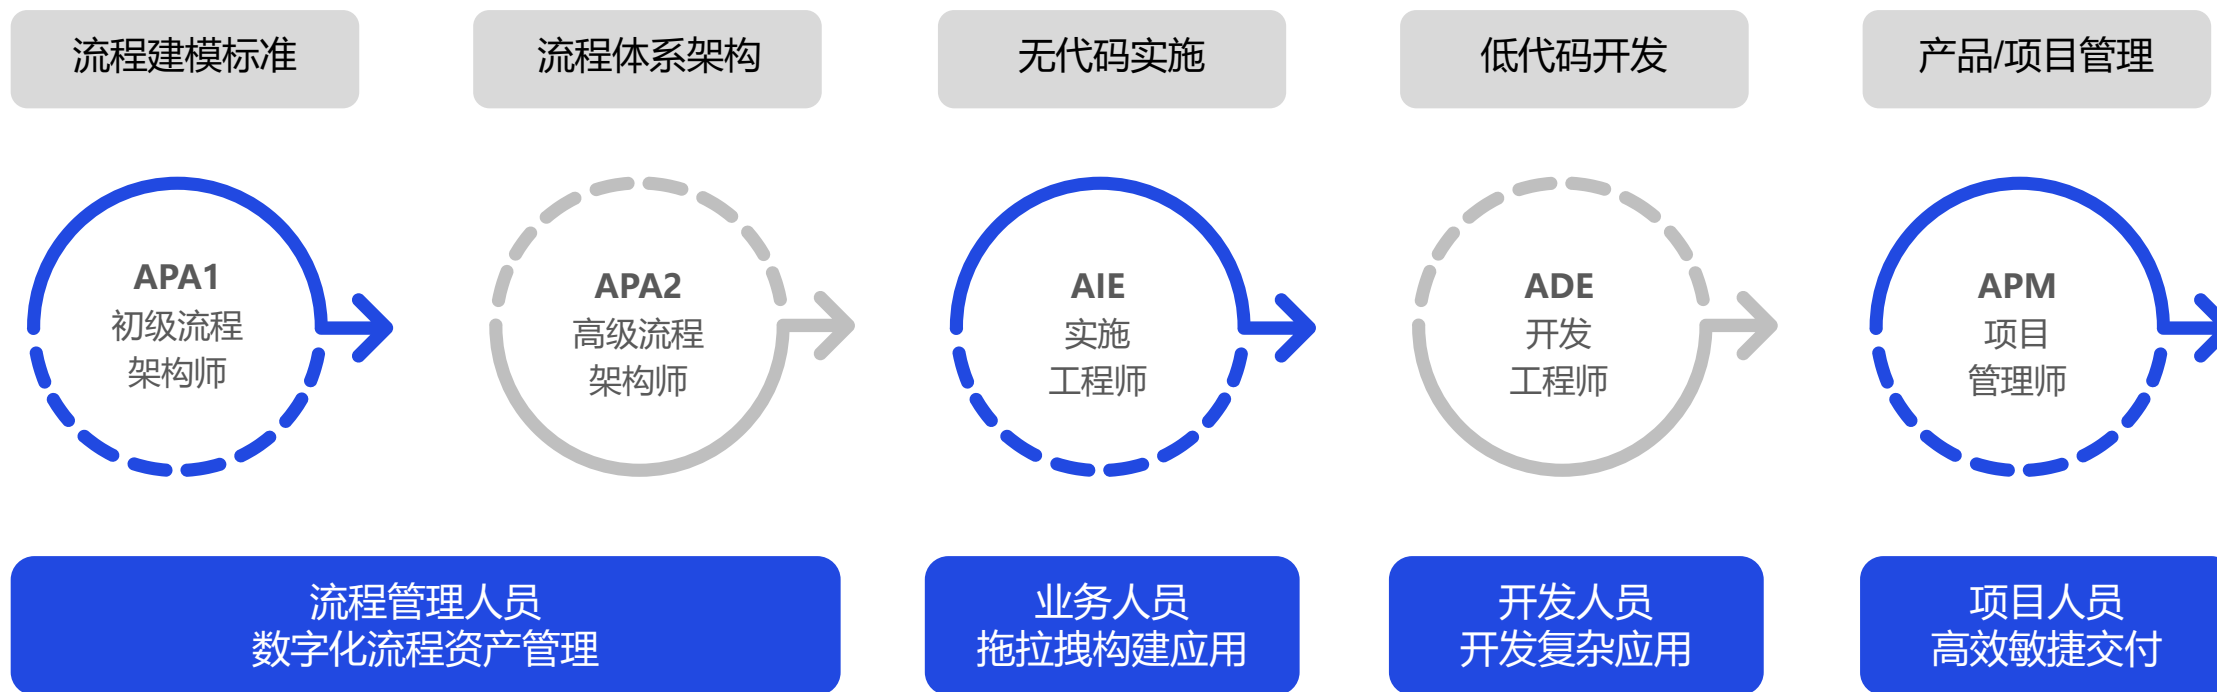 流程建模标准
流程体系架构
无代码实施
低代码开发
产品/项目管理
APA1
初级流程
架构师
APA2
高级流程
架构师
AIE
实施
工程师
ADE
开发
工程师
APM
项目
管理师
流程管理人员
数字化流程资产管理
业务人员
拖拉拽构建应用
开发人员
开发复杂应用
项目人员
高效敏捷交付